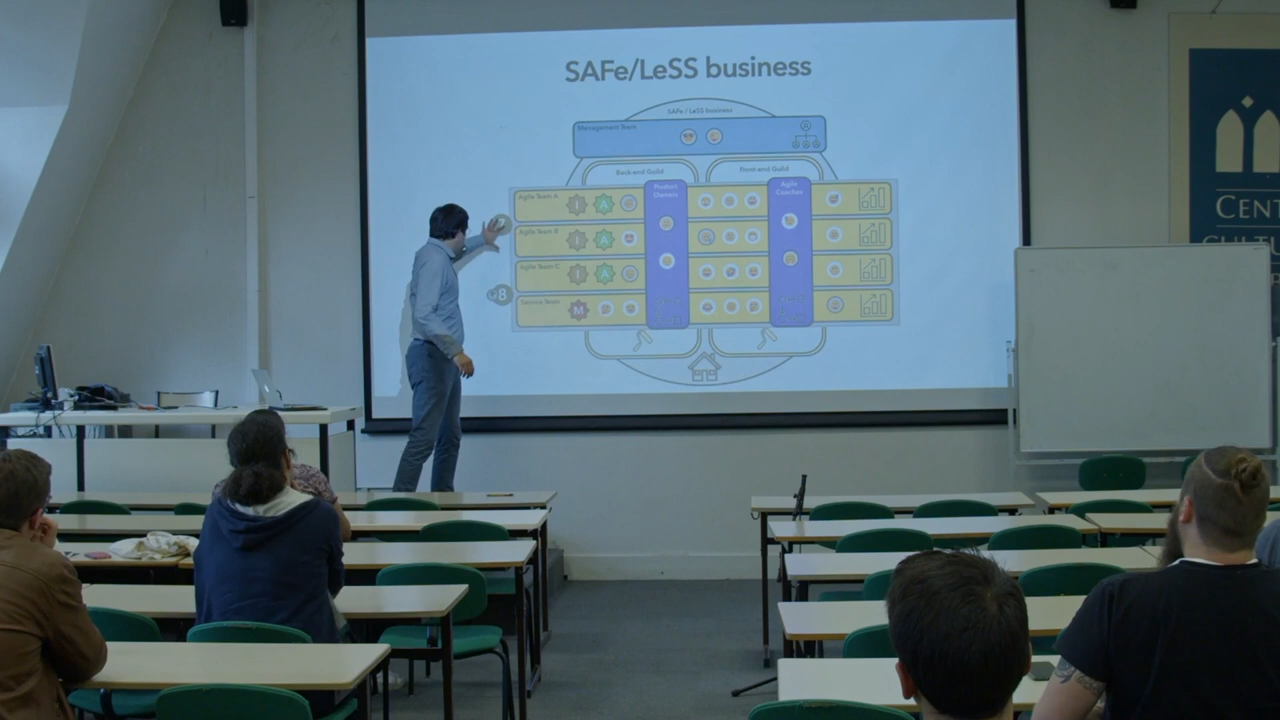 SAFe/LeSS business
SAFe / LeSS business
Management Team
Back-end Guild
Front-end Guild
Product
Owners
Agile
Coaches
Agile Team A
I
A
Agile Team B
I
A
Agile Team C
I
A
Service Team
M
CENT
CULTU